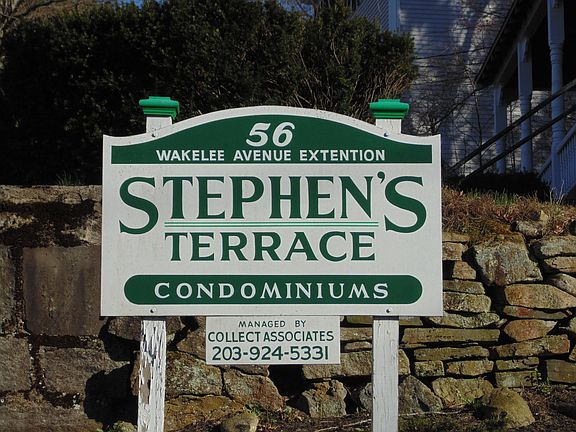 56
WAKELEE AVENUE EXTENTION
STEPHEN'S
TERRACE
CONDOMINIUMS
MANAGED BY
COLLECT ASSOCIATES
203-924-5331